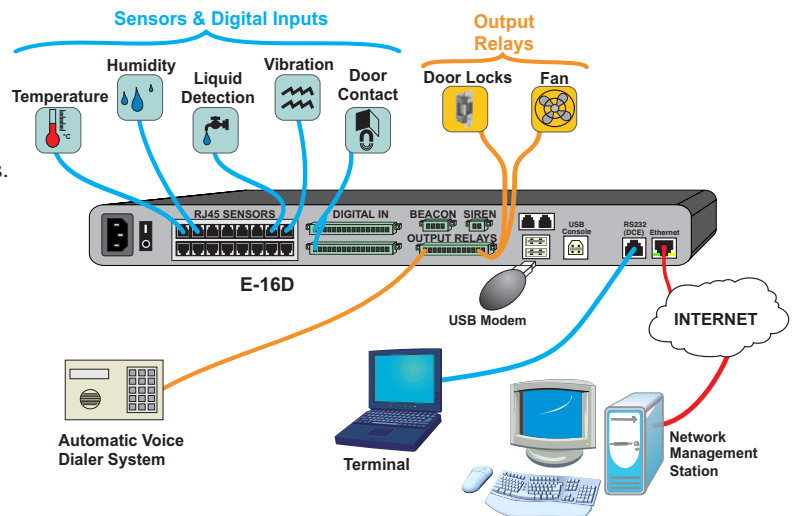 Sensors & Digital Inputs
Output
Relays
Temperature
Humidity
Liquid
Detection
Vibration
Door
Contact
Door Locks
Fan
°C
s.
RJ45 SENSORS
DIGITAL IN
BEACON
SIREN
OUTPUT RELAYS
USB
Console
RS232
(DCE)
Ethernet
I
O
E-16D
USB Modem
INTERNET
Automatic Voice
Dialer System
Terminal
Network
Management
Station